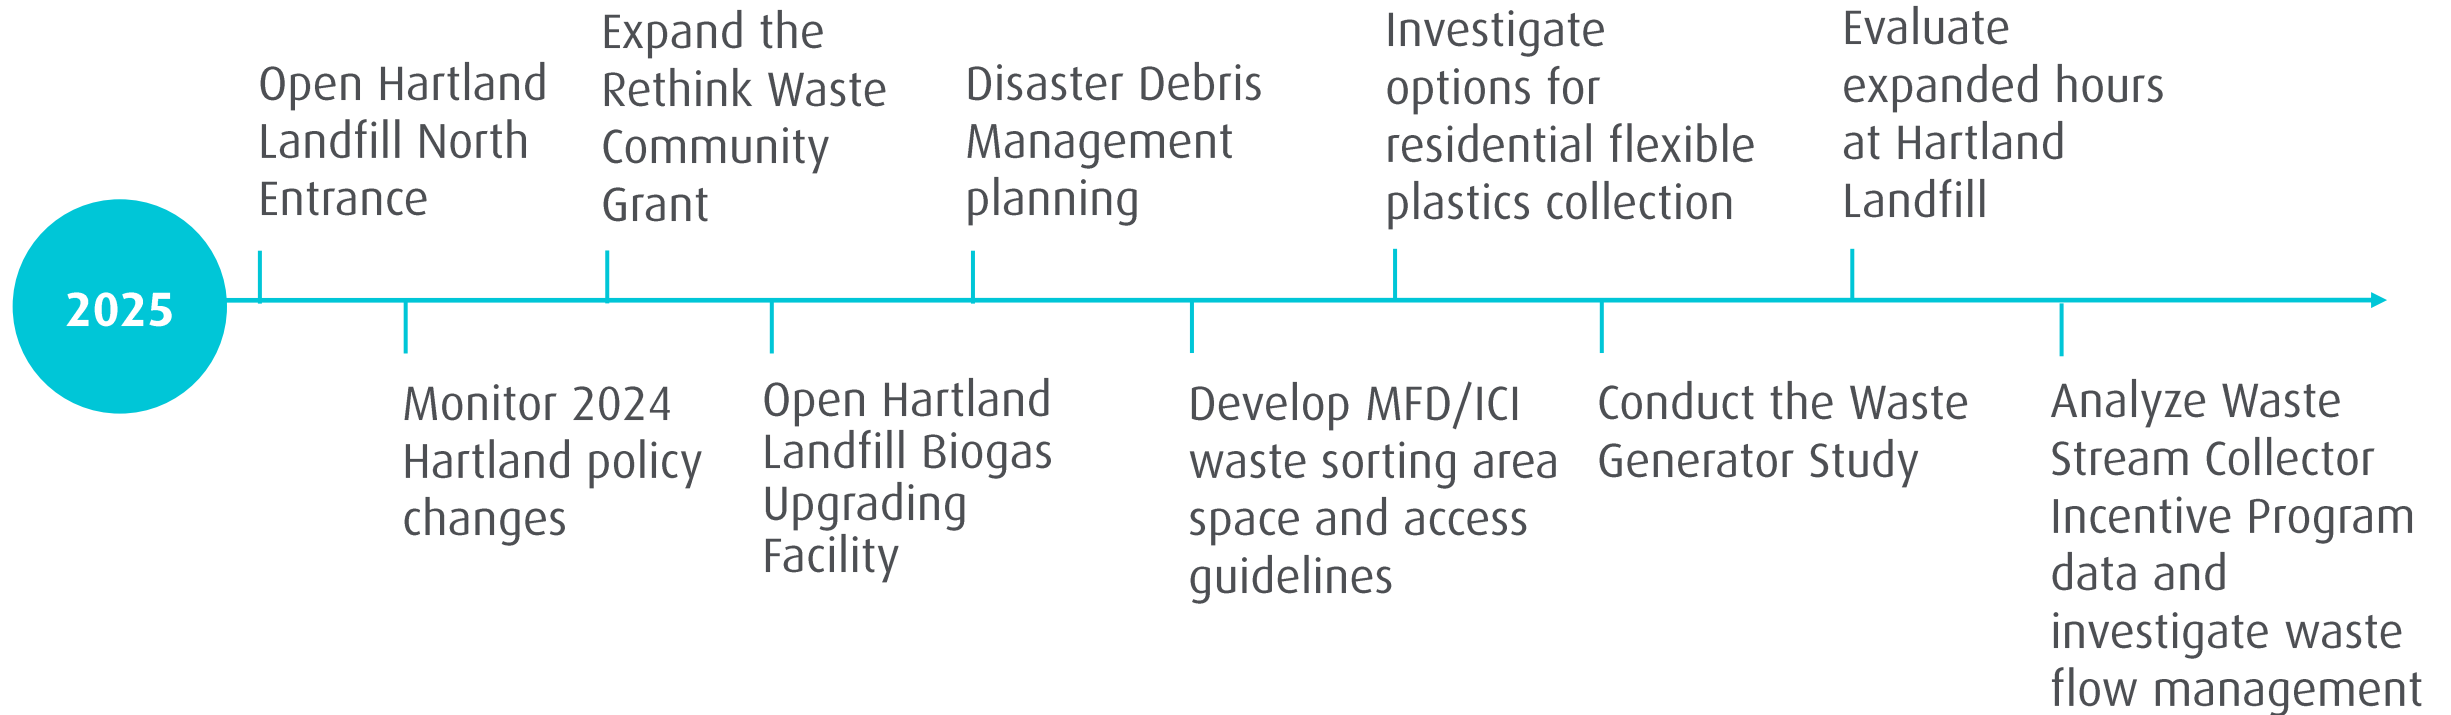 2025
Open Hartland
Landfill North
Entrance
Monitor 2024
Hartland policy
changes
Expand the
Rethink Waste
Community
Grant
Open Hartland
Landfill Biogas
Upgrading
Facility
Disaster Debris
Management
planning
Develop MFD/ICI
waste sorting area
space and access
guidelines
Investigate
options for
residential flexible
plastics collection
Conduct the Waste
Generator Study
Evaluate
expanded hours
at Hartland
Landfill
Analyze Waste
Stream Collector
Incentive Program
data and
investigate waste
flow management